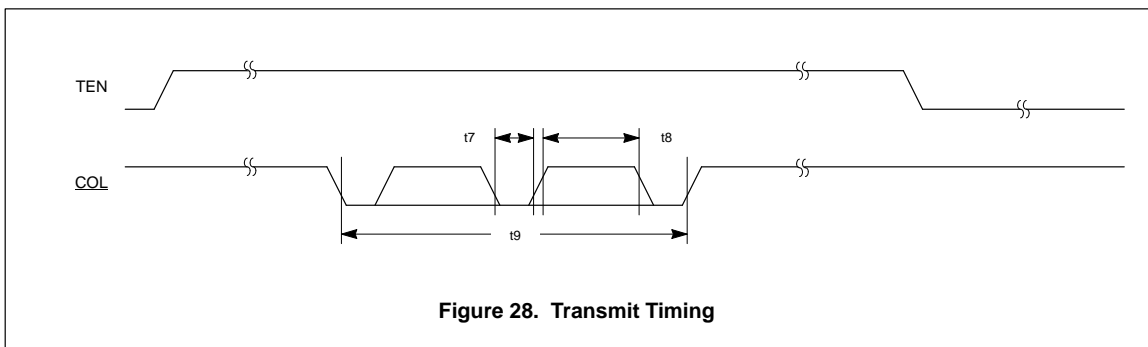 TEN
t7
t8
COL
t9
Figure 28. Transmit Timing